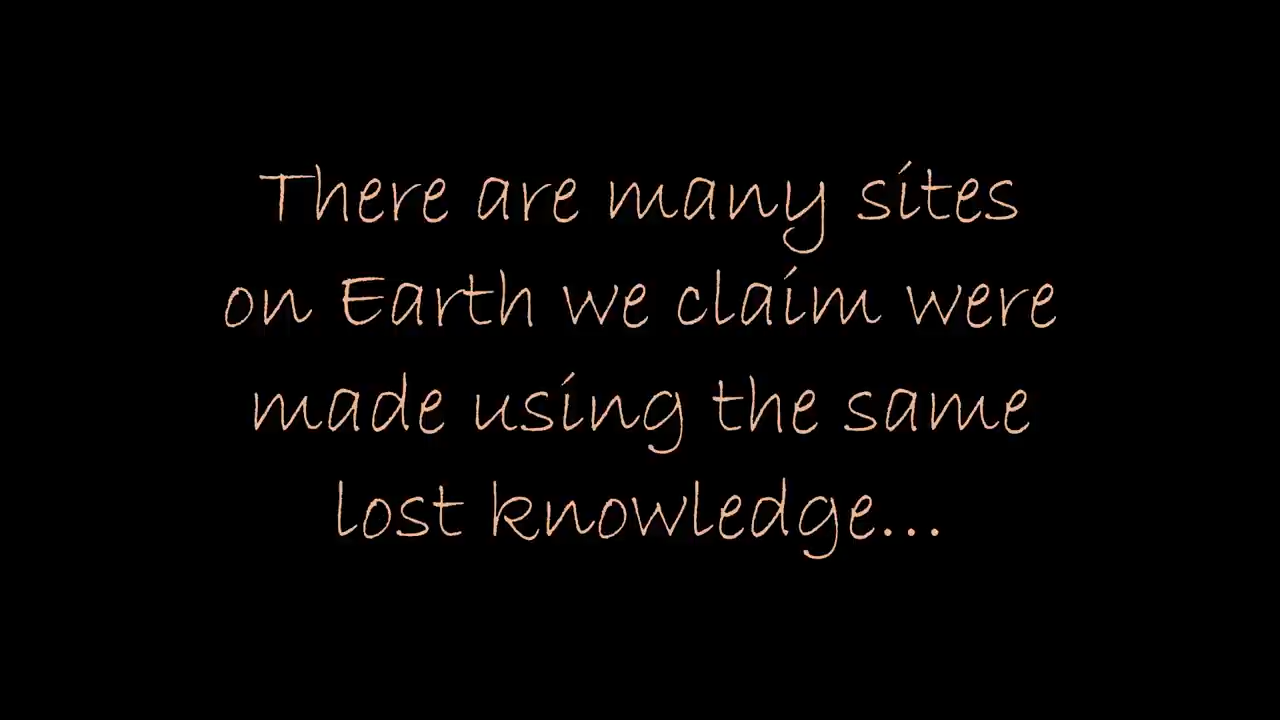 There are many sites
on Earth we claim were
made using the same
lost knowledge...